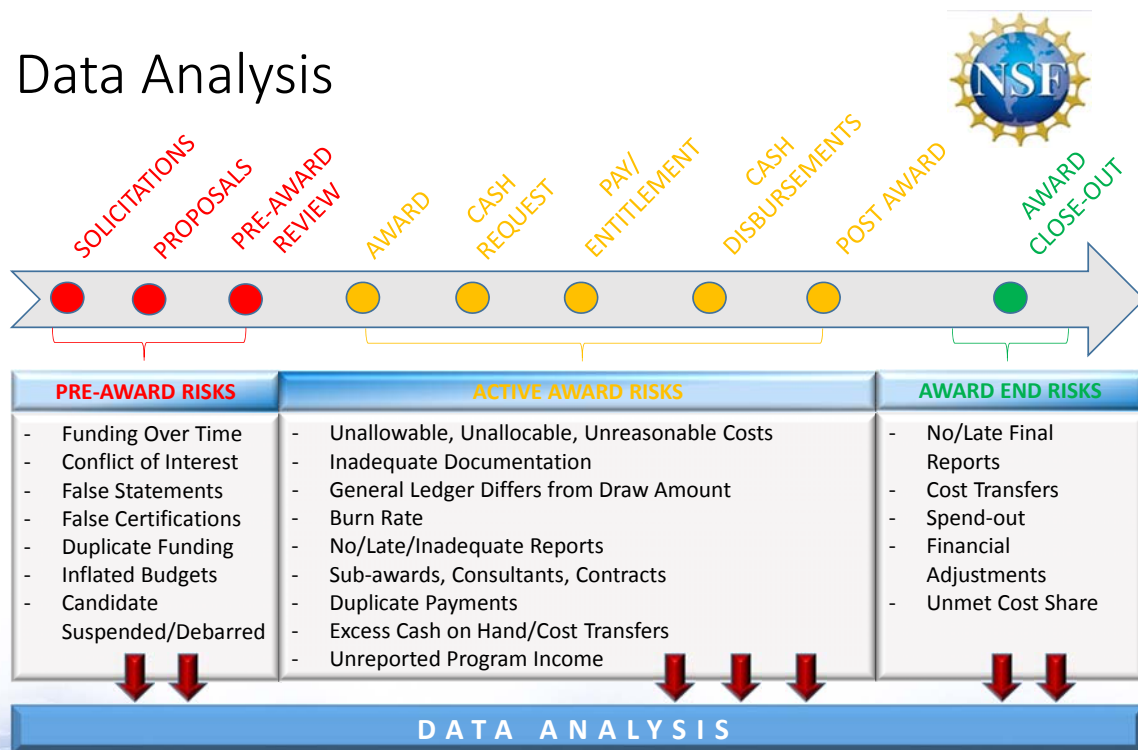 Data Analysis
NSF
SOLICITATIONS
PROPOSALS
PRE-AWARD
REVIEW
AWARD
CASH
REQUEST
PAY/
ENTITLEMENT
CASH
DISBURSEMENTS
POST AWARD
AWARD
CLOSE-OUT
PRE-AWARD RISKS
- Funding Over Time
- Conflict of Interest
- False Statements
- False Certifications
- Duplicate Funding
- Inflated Budgets
- Candidate
Suspended/Debarred
ACTIVE AWARD RISKS
- Unallowable, Unallocable, Unreasonable Costs
- Inadequate Documentation
- General Ledger Differs from Draw Amount
- Burn Rate
- No/Late/Inadequate Reports
- Sub-awards, Consultants, Contracts
- Duplicate Payments
- Excess Cash on Hand/Cost Transfers
- Unreported Program Income
AWARD END RISKS
- No/Late Final
Reports
- Cost Transfers
- Spend-out
- Financial
Adjustments
- Unmet Cost Share
DATA ANALYSIS